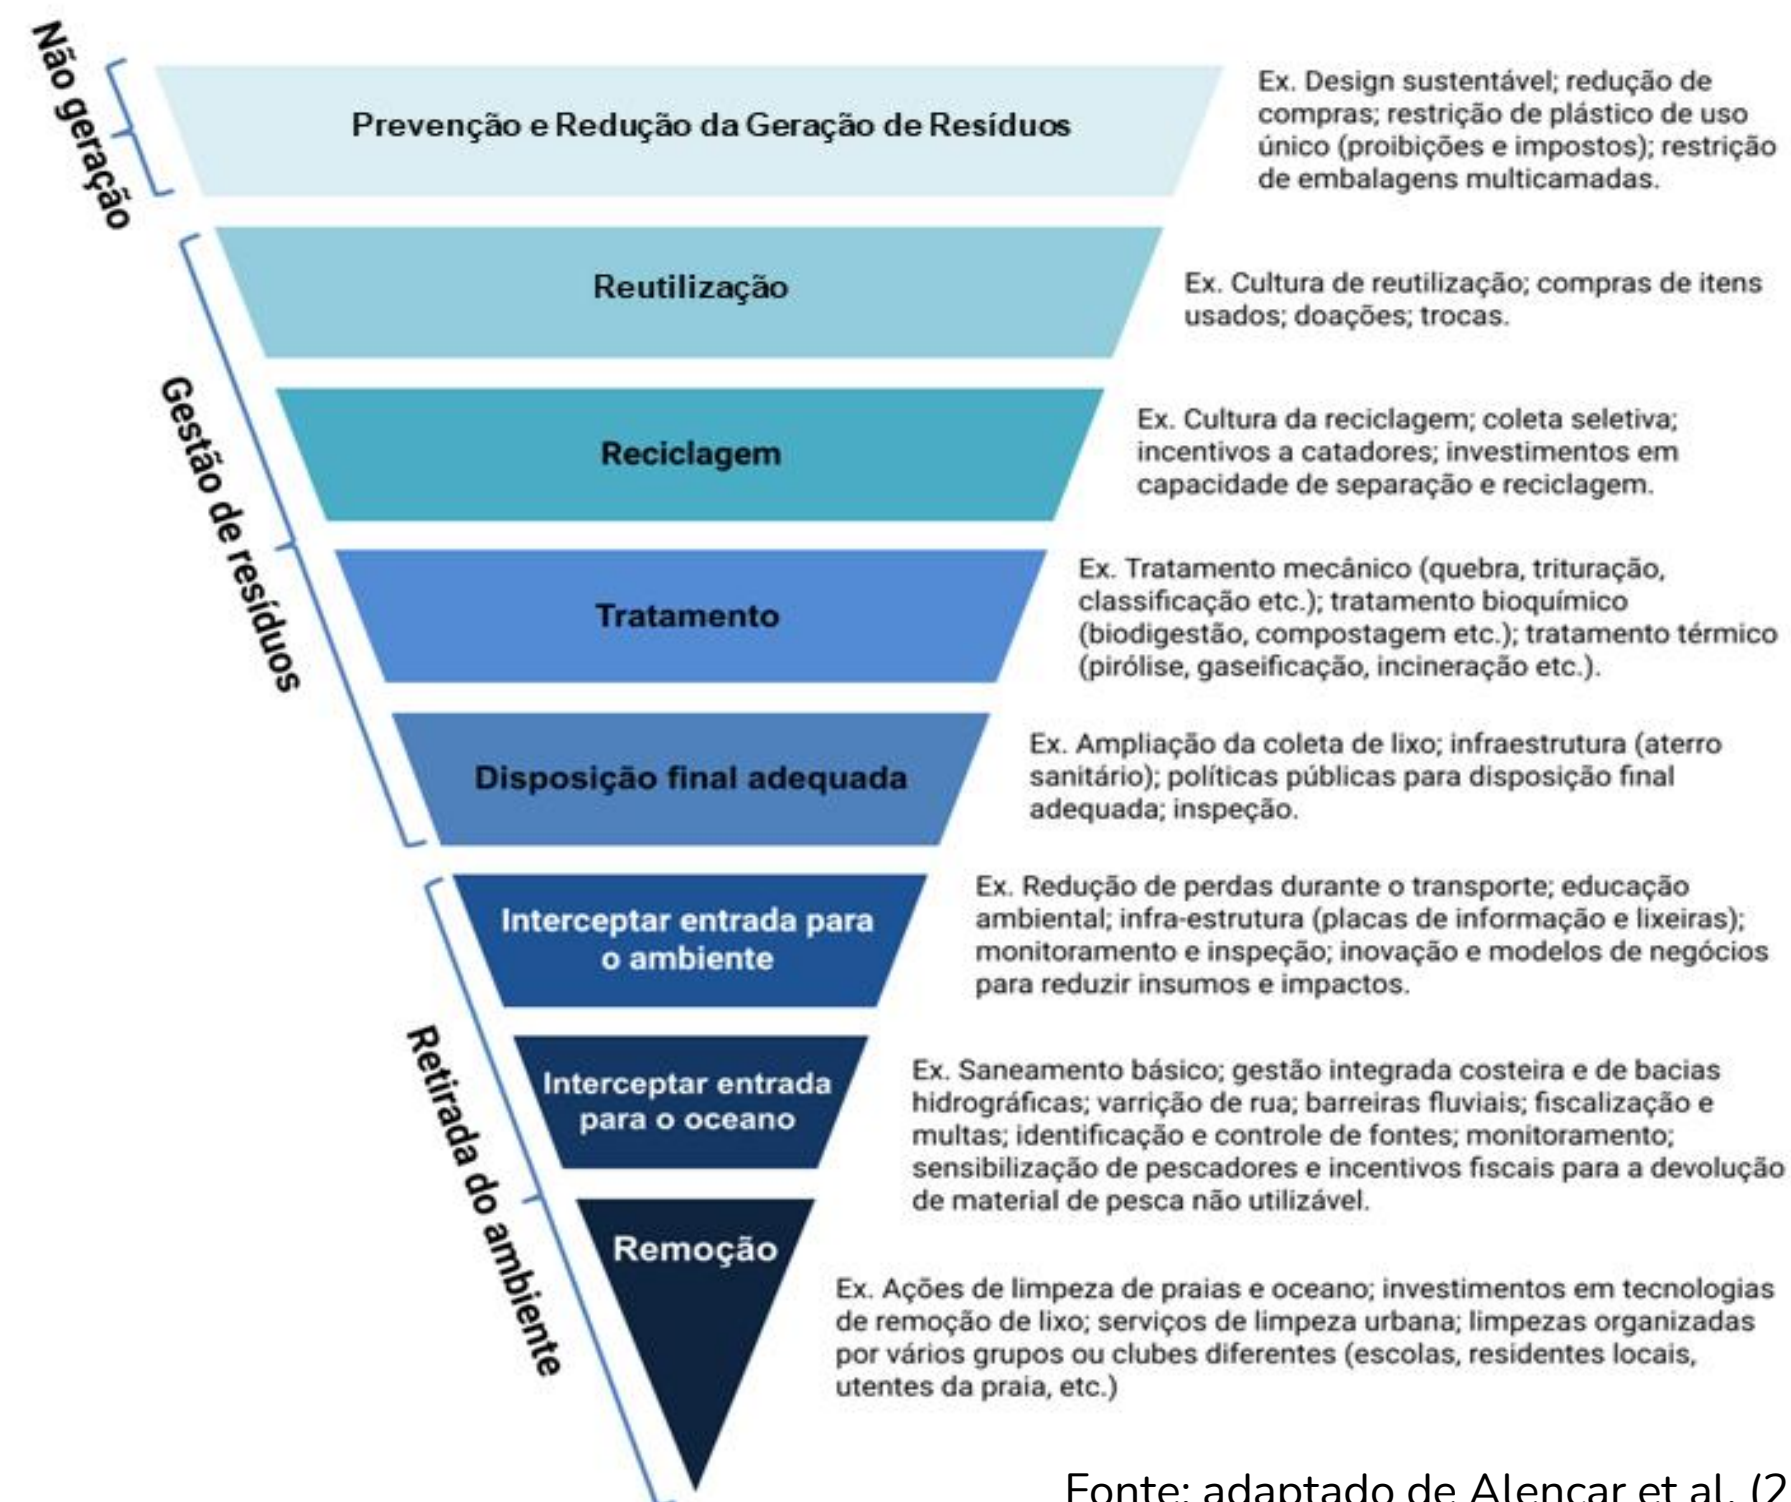 Não geração
Prevenção e Redução da Geração de Resíduos
Ex. Design sustentável; redução de
compras; restrição de plástico de uso
único (proibições e impostos); restrição
de embalagens multicamadas.
Gestão de resíduos
Reutilização
Ex. Cultura de reutilização; compras de itens
usados; doações; trocas.
Reciclagem
Ex. Cultura da reciclagem; coleta seletiva;
incentivos a catadores; investimentos em
capacidade de separação e reciclagem.
Tratamento
Ex. Tratamento mecânico (quebra, trituração,
classificação etc.); tratamento bioquímico
(biodigestão, compostagem etc.); tratamento térmico
(pirólise, gaseificação, incineração etc.).
Disposição final adequada
Ex. Ampliação da coleta de lixo; infraestrutura (aterro
sanitário); políticas públicas para disposição final
adequada; inspeção.
Retirada do ambiente
Interceptar entrada para
o ambiente
Ex. Redução de perdas durante o transporte; educação
ambiental; infra-estrutura (placas de informação e lixeiras);
monitoramento e inspeção; inovação e modelos de negócios
para reduzir insumos e impactos.
Interceptar entrada
para o oceano
Ex. Saneamento básico; gestão integrada costeira e de bacias
hidrográficas; varrição de rua; barreiras fluviais; fiscalização e
multas; identificação e controle de fontes; monitoramento;
sensibilização de pescadores e incentivos fiscais para a devolução
de material de pesca não utilizável.
Remoção
Ex. Ações de limpeza de praias e oceano; investimentos em tecnologias
de remoção de lixo; serviços de limpeza urbana; limpezas organizadas
por vários grupos ou clubes diferentes (escolas, residentes locais,
utentes da praia, etc.)
Fonte: adaptado de Alencar et al. (2